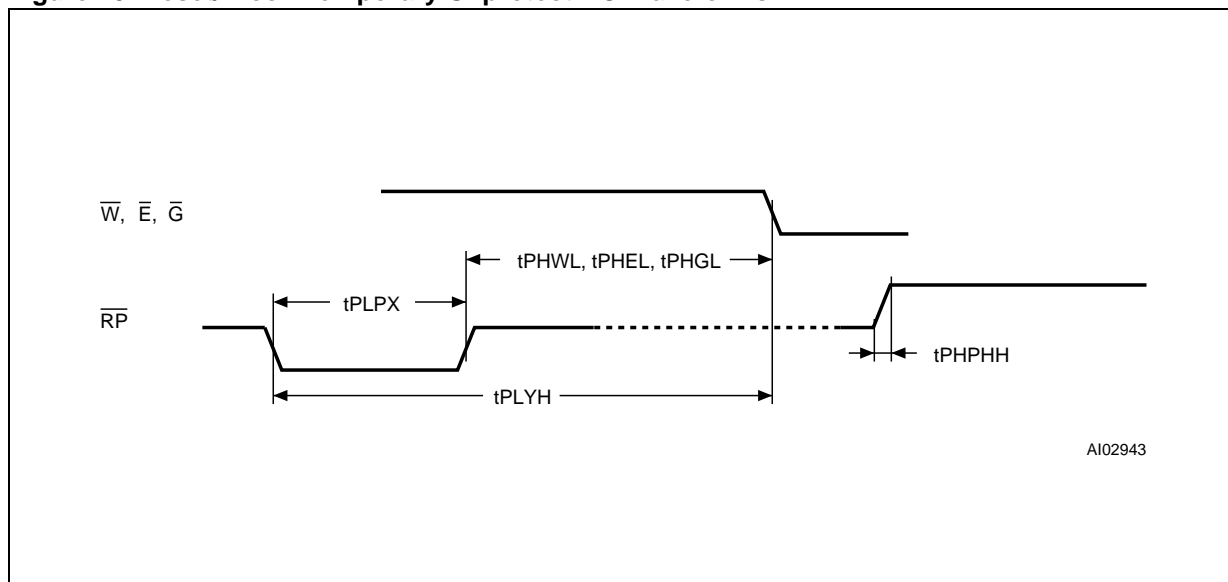 W, E, G
tPHWL, tPHEL, tPHGL
tPLPX
RP
tPHPHH
tPLYH
AI02943